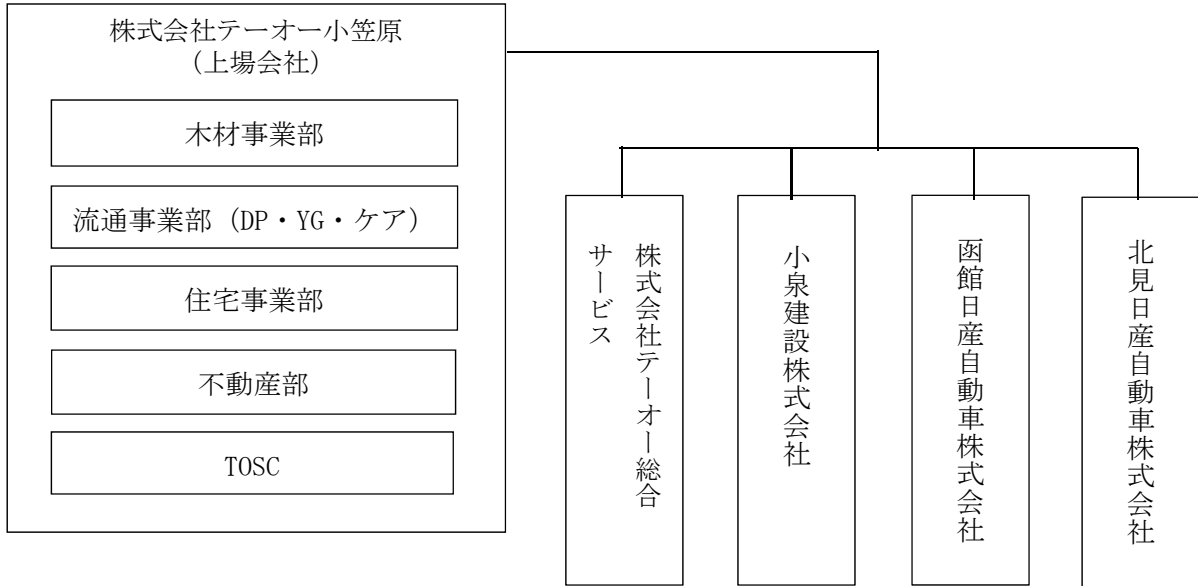 株式会社テーオー小笠原
（上場会社）
木材事業部
流通事業部（DP・YG・ケア）
住宅事業部
不動産部
TOSC
株式会社テーオー総合
サービス
小泉建設株式会社
函館日産自動車株式会社
北見日産自動車株式会社